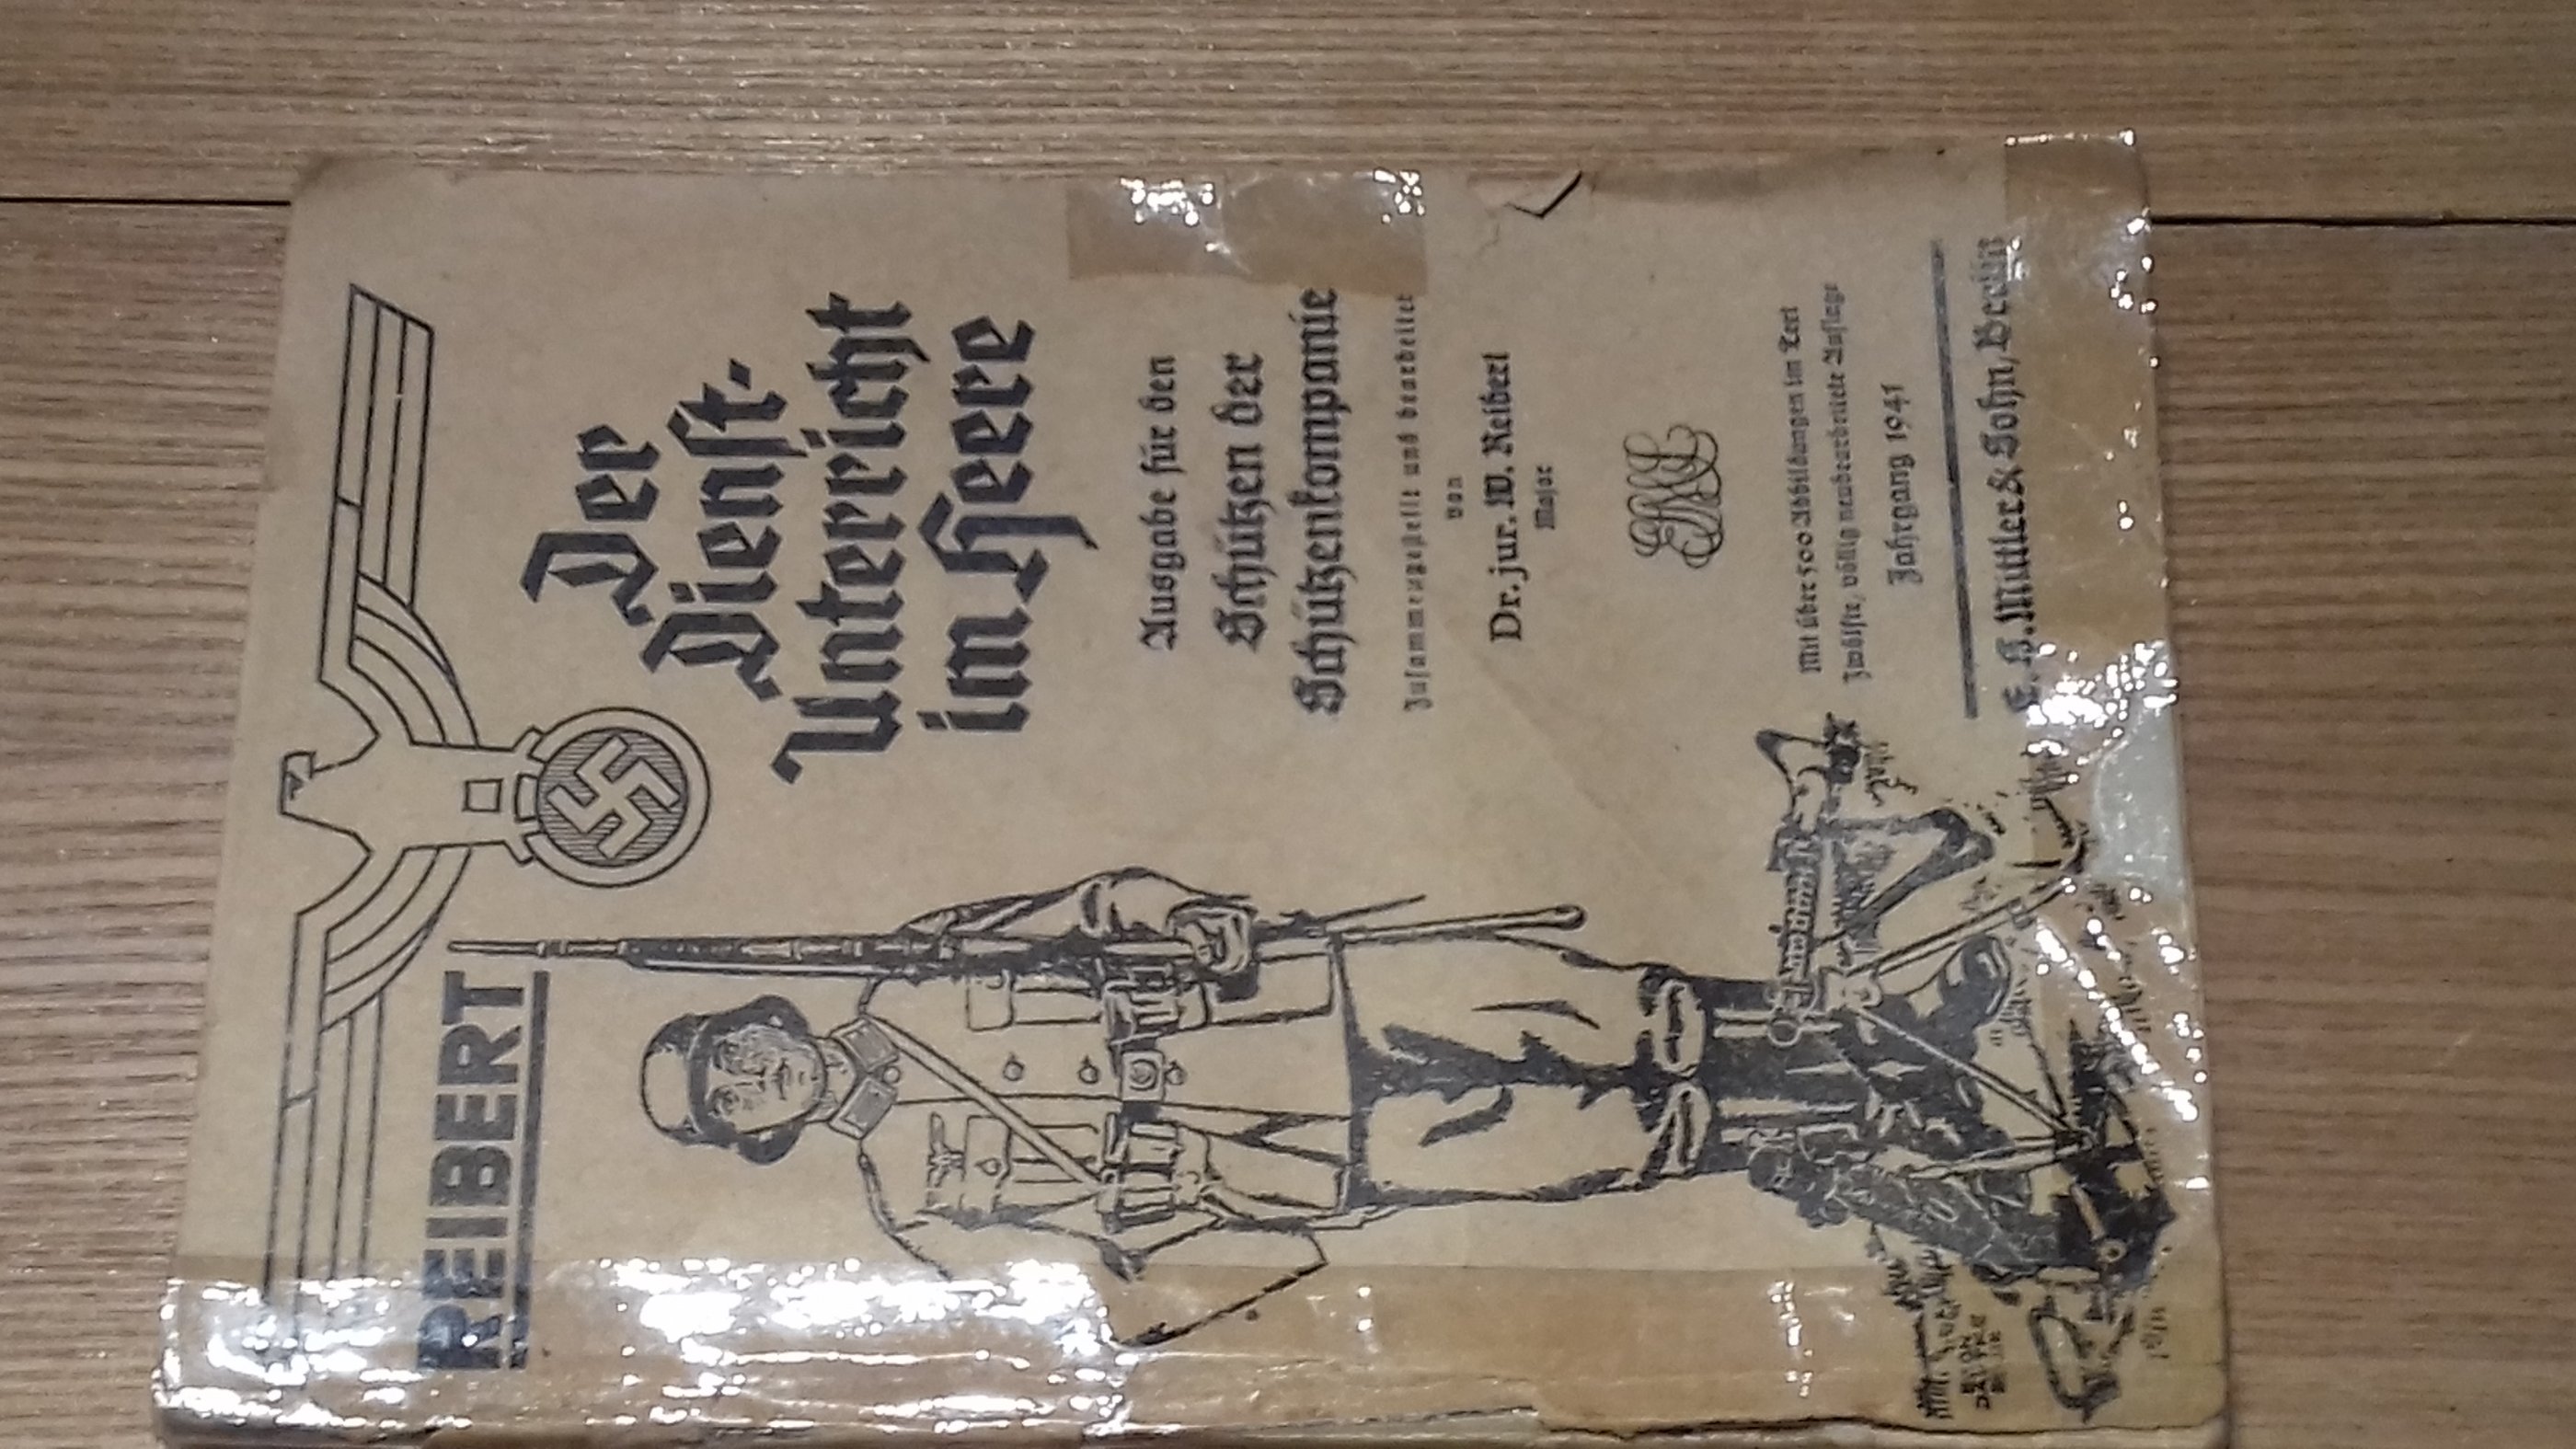 REIBERT
Der
Dienst-
Unterricht
im Heere
Ausgabe für den
Schützen der
Schützenkompanie
Zusammengestellt und bearbeitet
von
Dr. jur. W. Reibert
Major
Mit über 500 Abbildungen im Text
Zwölfte, völlig neubearbeitete Auflage
Jahrgang 1941
E. S. Mittler & Sohn, Berlin